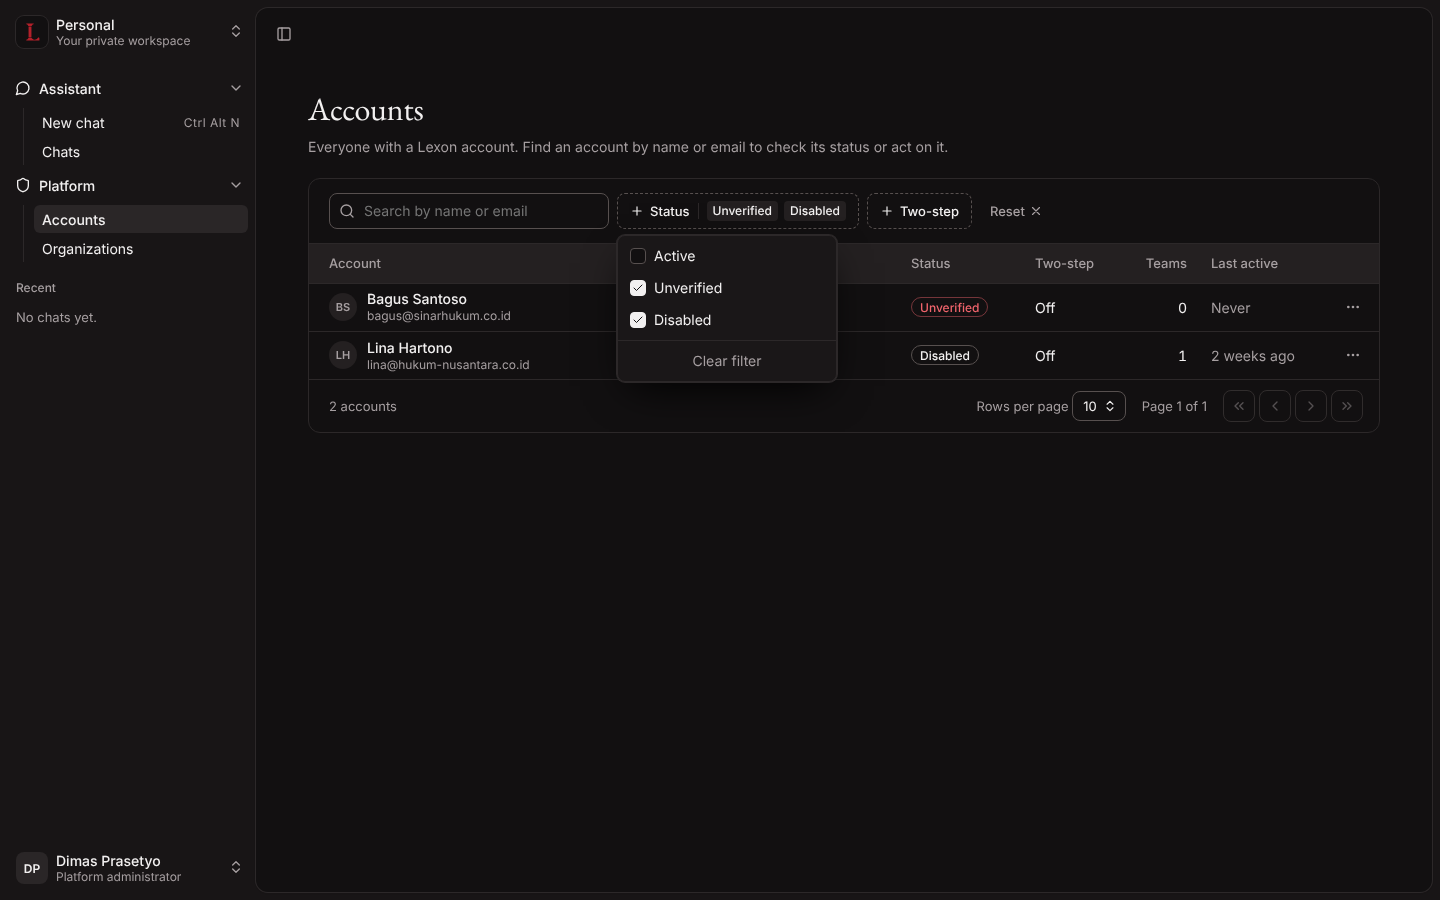 L
Personal
Your private workspace
Assistant
New chat Ctrl Alt N
Chats
Platform
Accounts
Organizations
Recent
No chats yet.
DP
Dimas Prasetyo
Platform administrator
Accounts
Everyone with a Lexon account. Find an account by name or email to check its status or act on it.
Search by name or email Status Unverified Disabled Two-step Reset
Active
Unverified
Disabled
Clear filter
Account Status Two-step Teams Last active
BS Bagus Santoso Unverified Off 0 Never
bagus@sinarhukum.co.id
LH Lina Hartono Disabled Off 1 2 weeks ago
lina@hukum-nusantara.co.id
2 accounts Rows per page 10 Page 1 of 1